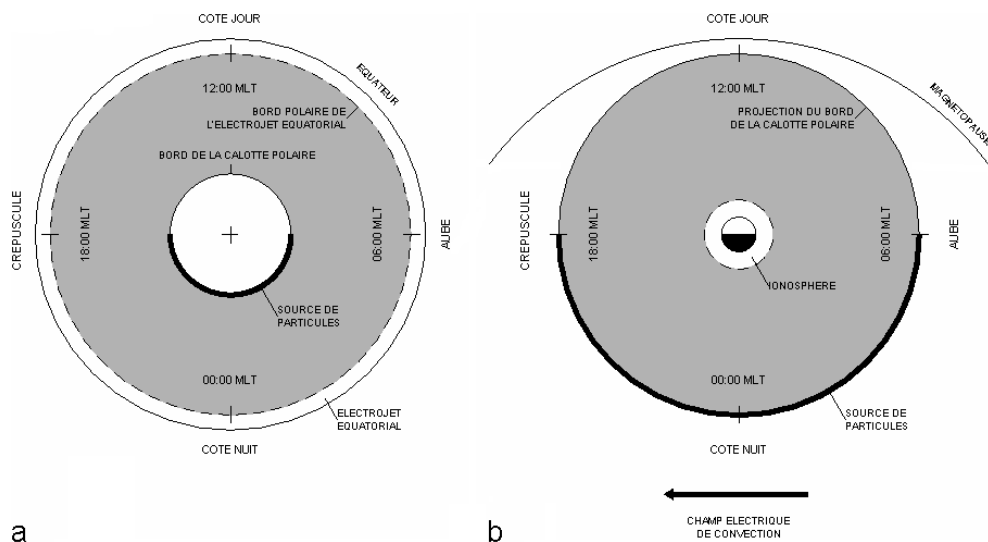 COTE JOUR
12:00 MLT
EQUATEUR
BORD POLAIRE DE
L'ELECTROJET EQUATORIAL
BORD DE LA CALOTTE POLAIRE
CREPUSCULE
18:00 MLT
06:00 MLT
AUBE
SOURCE DE
PARTICULES
00:00 MLT
ELECTROJET
EQUATORIAL
COTE NUIT
a
COTE JOUR
12:00 MLT
MAGNETOPAUSE
PROJECTION DU BORD
DE LA CALOTTE POLAIRE
CREPUSCULE
18:00 MLT
06:00 MLT
AUBE
IONOSPHERE
00:00 MLT
SOURCE DE
PARTICULES
COTE NUIT
CHAMP ELECTRIQUE
DE CONVECTION
b